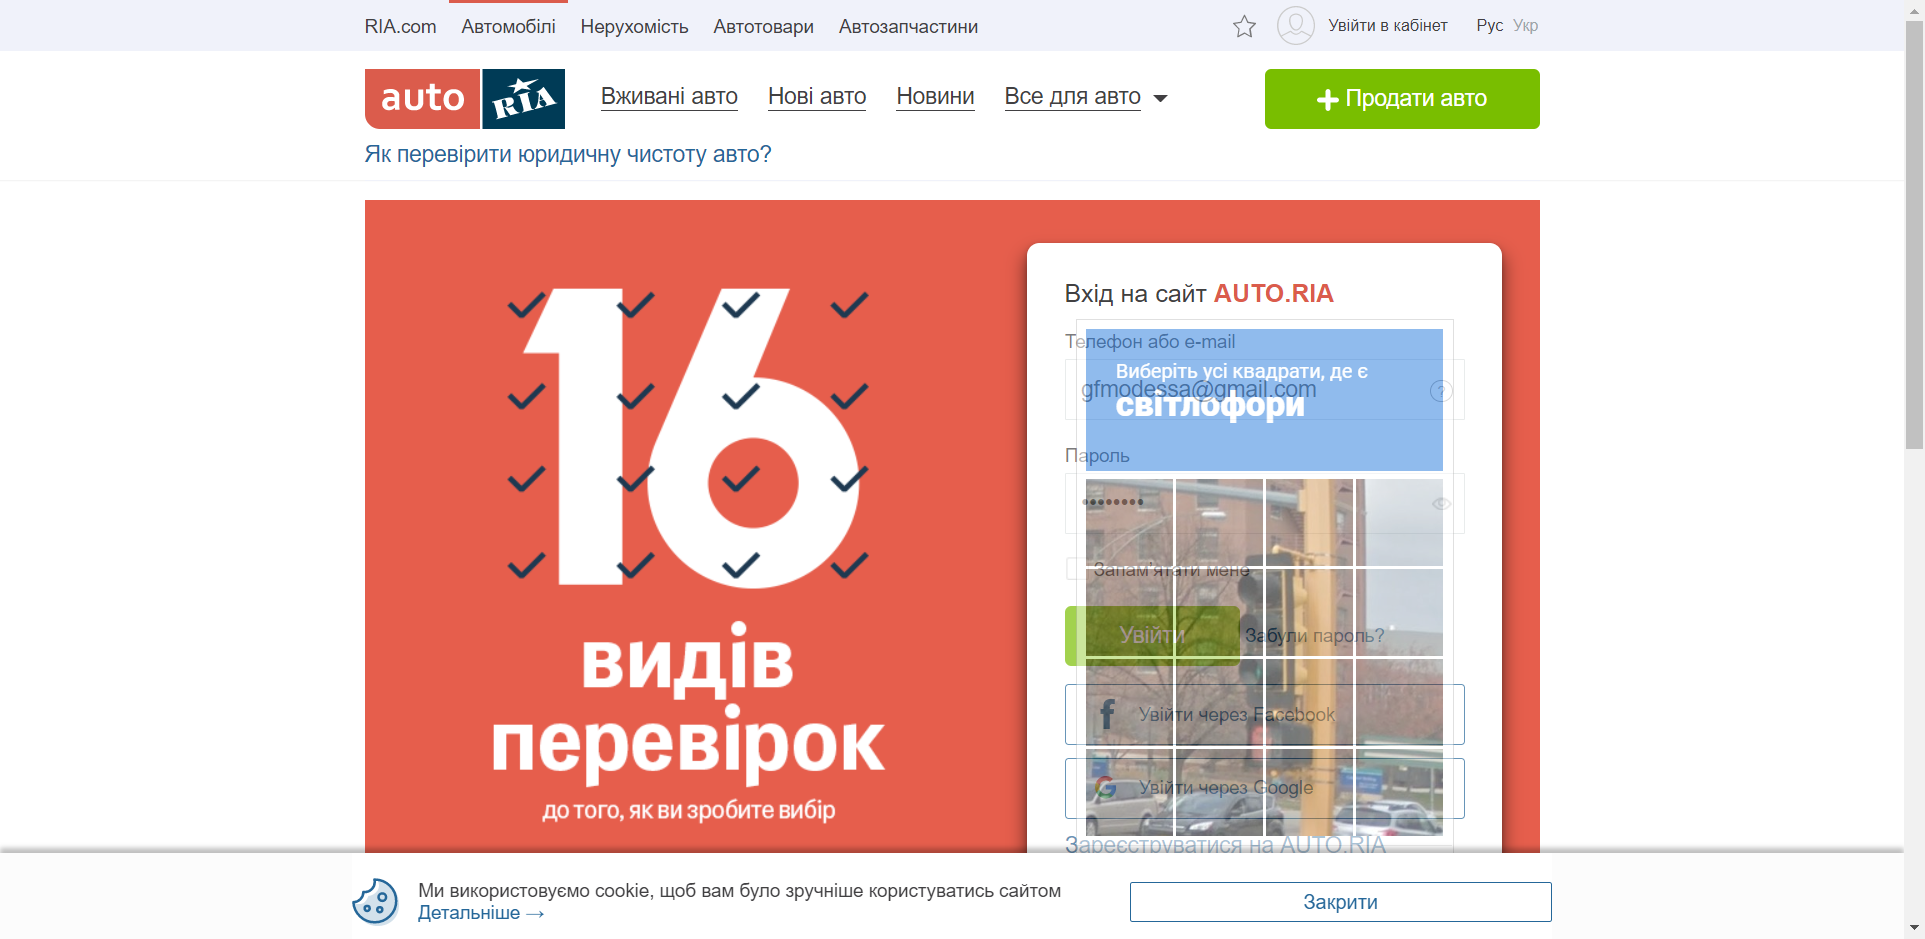 RIA.com Автомобілі Нерухомість Автотовари Автозапчастини Увійти в кабінет Рус Укр
auto RIA Вживані авто Нові авто Новини Все для авто Продати авто
Як перевірити юридичну чистоту авто?
16
видів
перевірок
до того, як ви зробите вибір
Вхід на сайт AUTO.RIA
Телефон або e-mail
Виберіть усі квадрати, де є
gfmodessa@gmail.com
світлофори
Пароль
••••••••
Запам'ятати мене
Увійти Забули пароль?
Увійти через Facebook
Увійти через Google
Зареєструватися на AUTO.RIA
Ми використовуємо cookie, щоб вам було зручніше користуватись сайтом
Детальніше →
Закрити